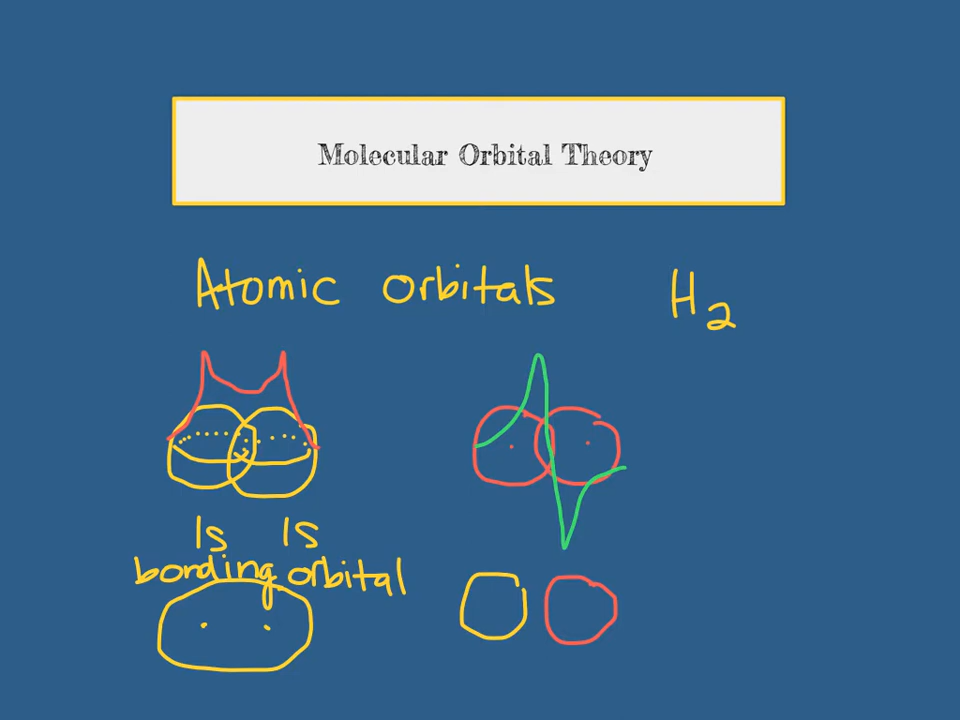 Molecular Orbital Theory
Atomic orbitals H2
1s 1s
bonding orbital